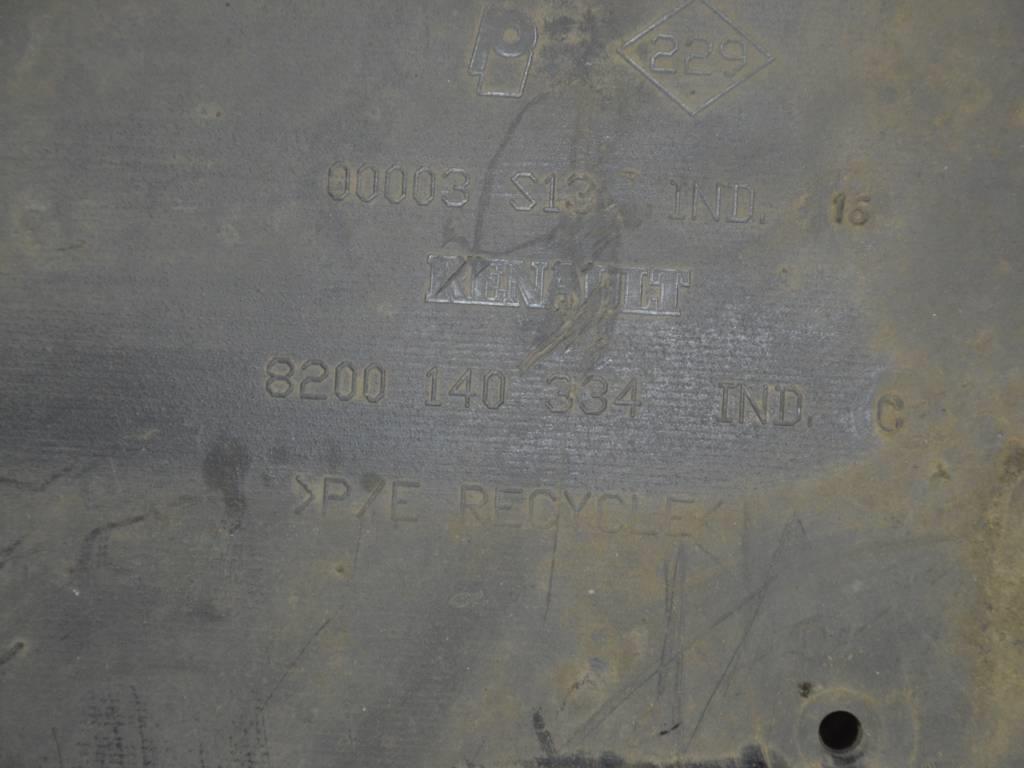 P 229
00003 S13 IND. 16
RENAULT
8200 140 334 IND. C
>P/E RECYCLE<